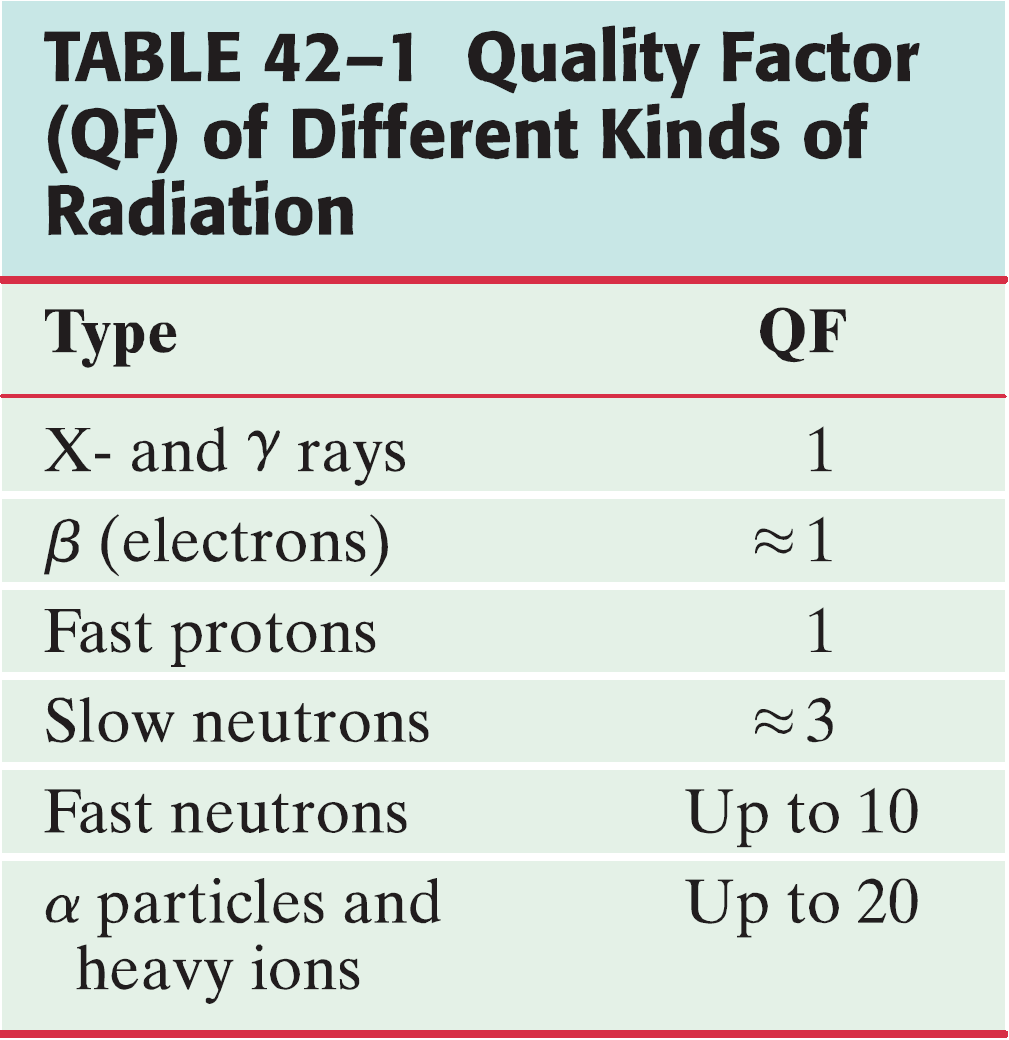 TABLE 42–1 Quality Factor
(QF) of Different Kinds of
Radiation
Type QF
X- and γ rays 1
β (electrons) ≈1
Fast protons 1
Slow neutrons ≈3
Fast neutrons Up to 10
α particles and Up to 20
heavy ions